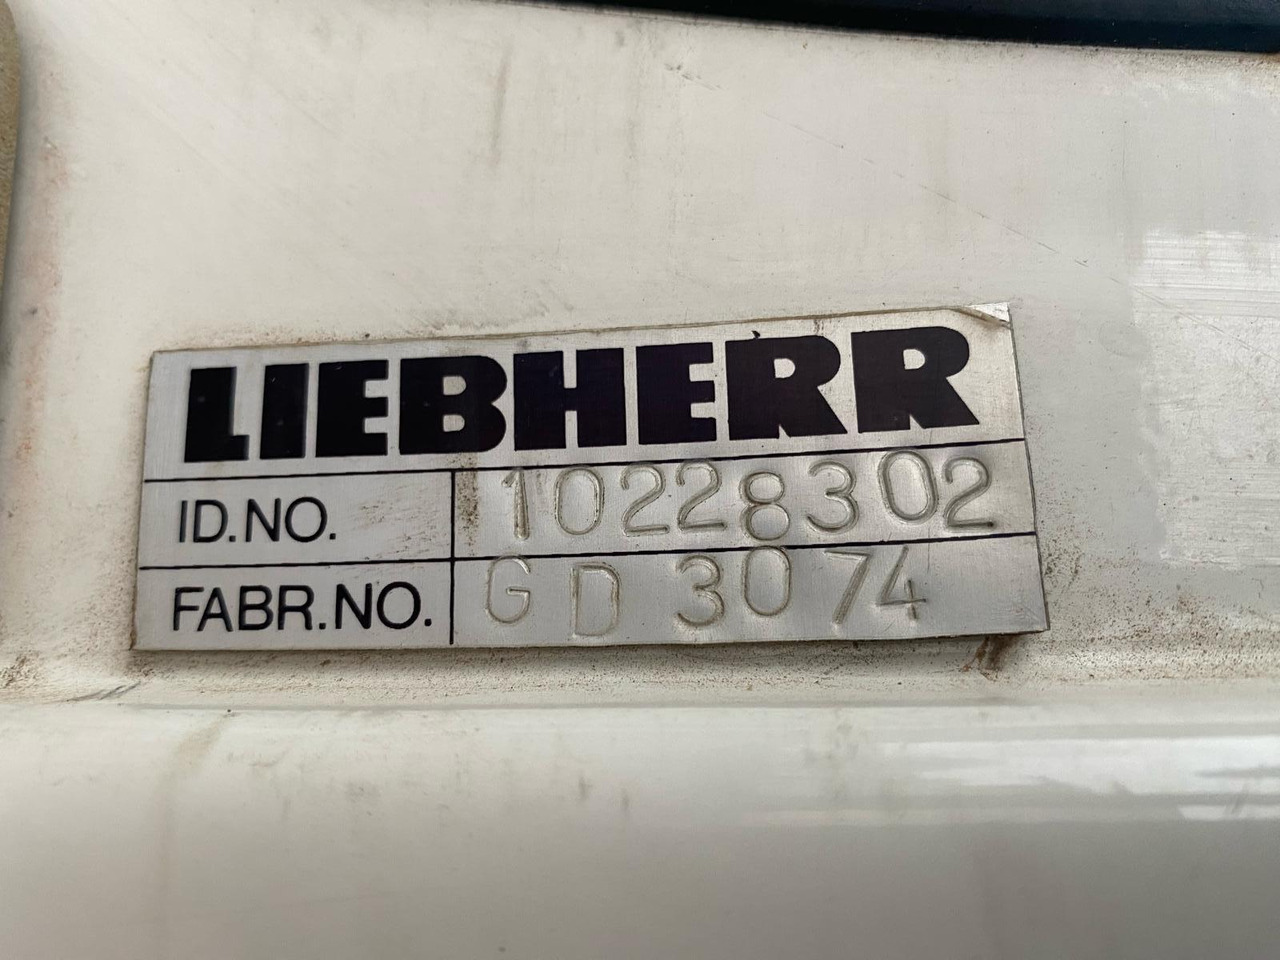 LIEBHERR
ID.NO. 10228302
FABR.NO. GD 3074